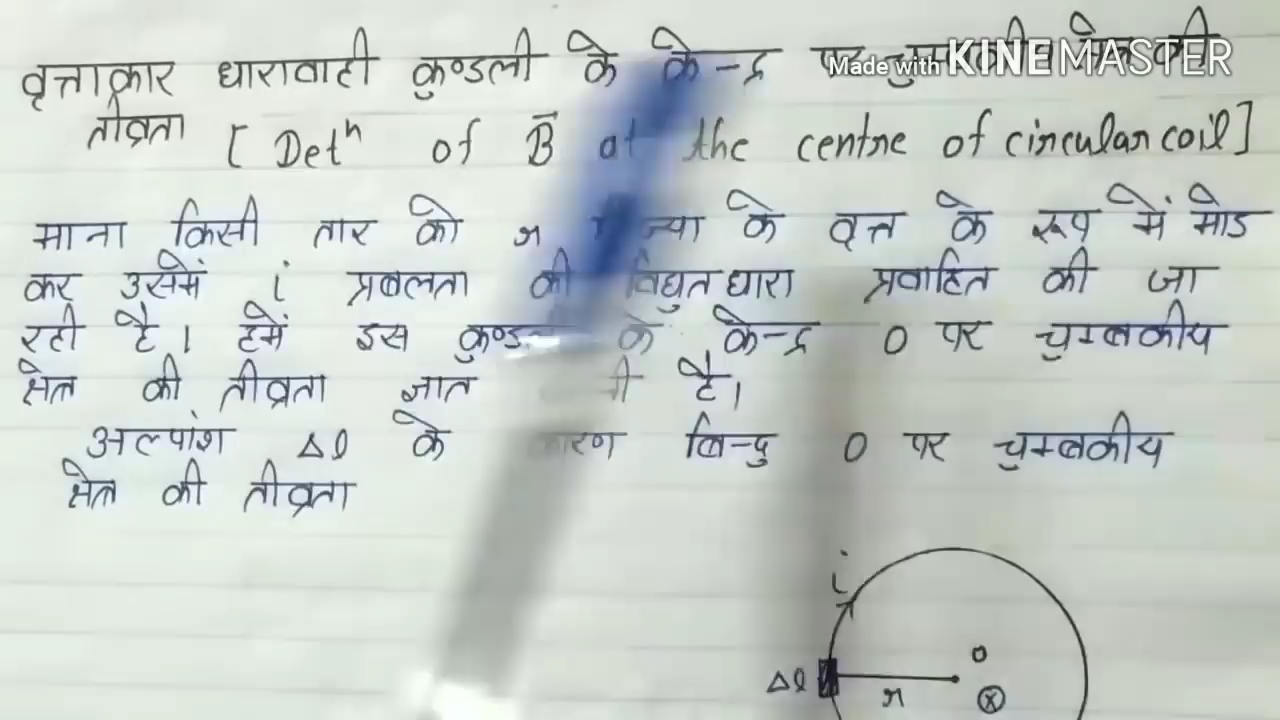 वृत्ताकार धारावाही कुण्डली के केन्द्र पर की
Made with KINEMASTER
तीव्रता [ Detⁿ of B⃗ at the centre of circular coil]
माना किसी तार को r के वृत्त के रूप में मोड
कर उसमें i प्रबलता की विद्युत धारा प्रवाहित की जा
रही है। हमें इस के केन्द्र O पर चुम्बकीय
क्षेत्र की तीव्रता ज्ञात है।
अल्पांश Δl के कारण बिन्दु O पर चुम्बकीय
क्षेत्र की तीव्रता
i
O
Δl r ⊗